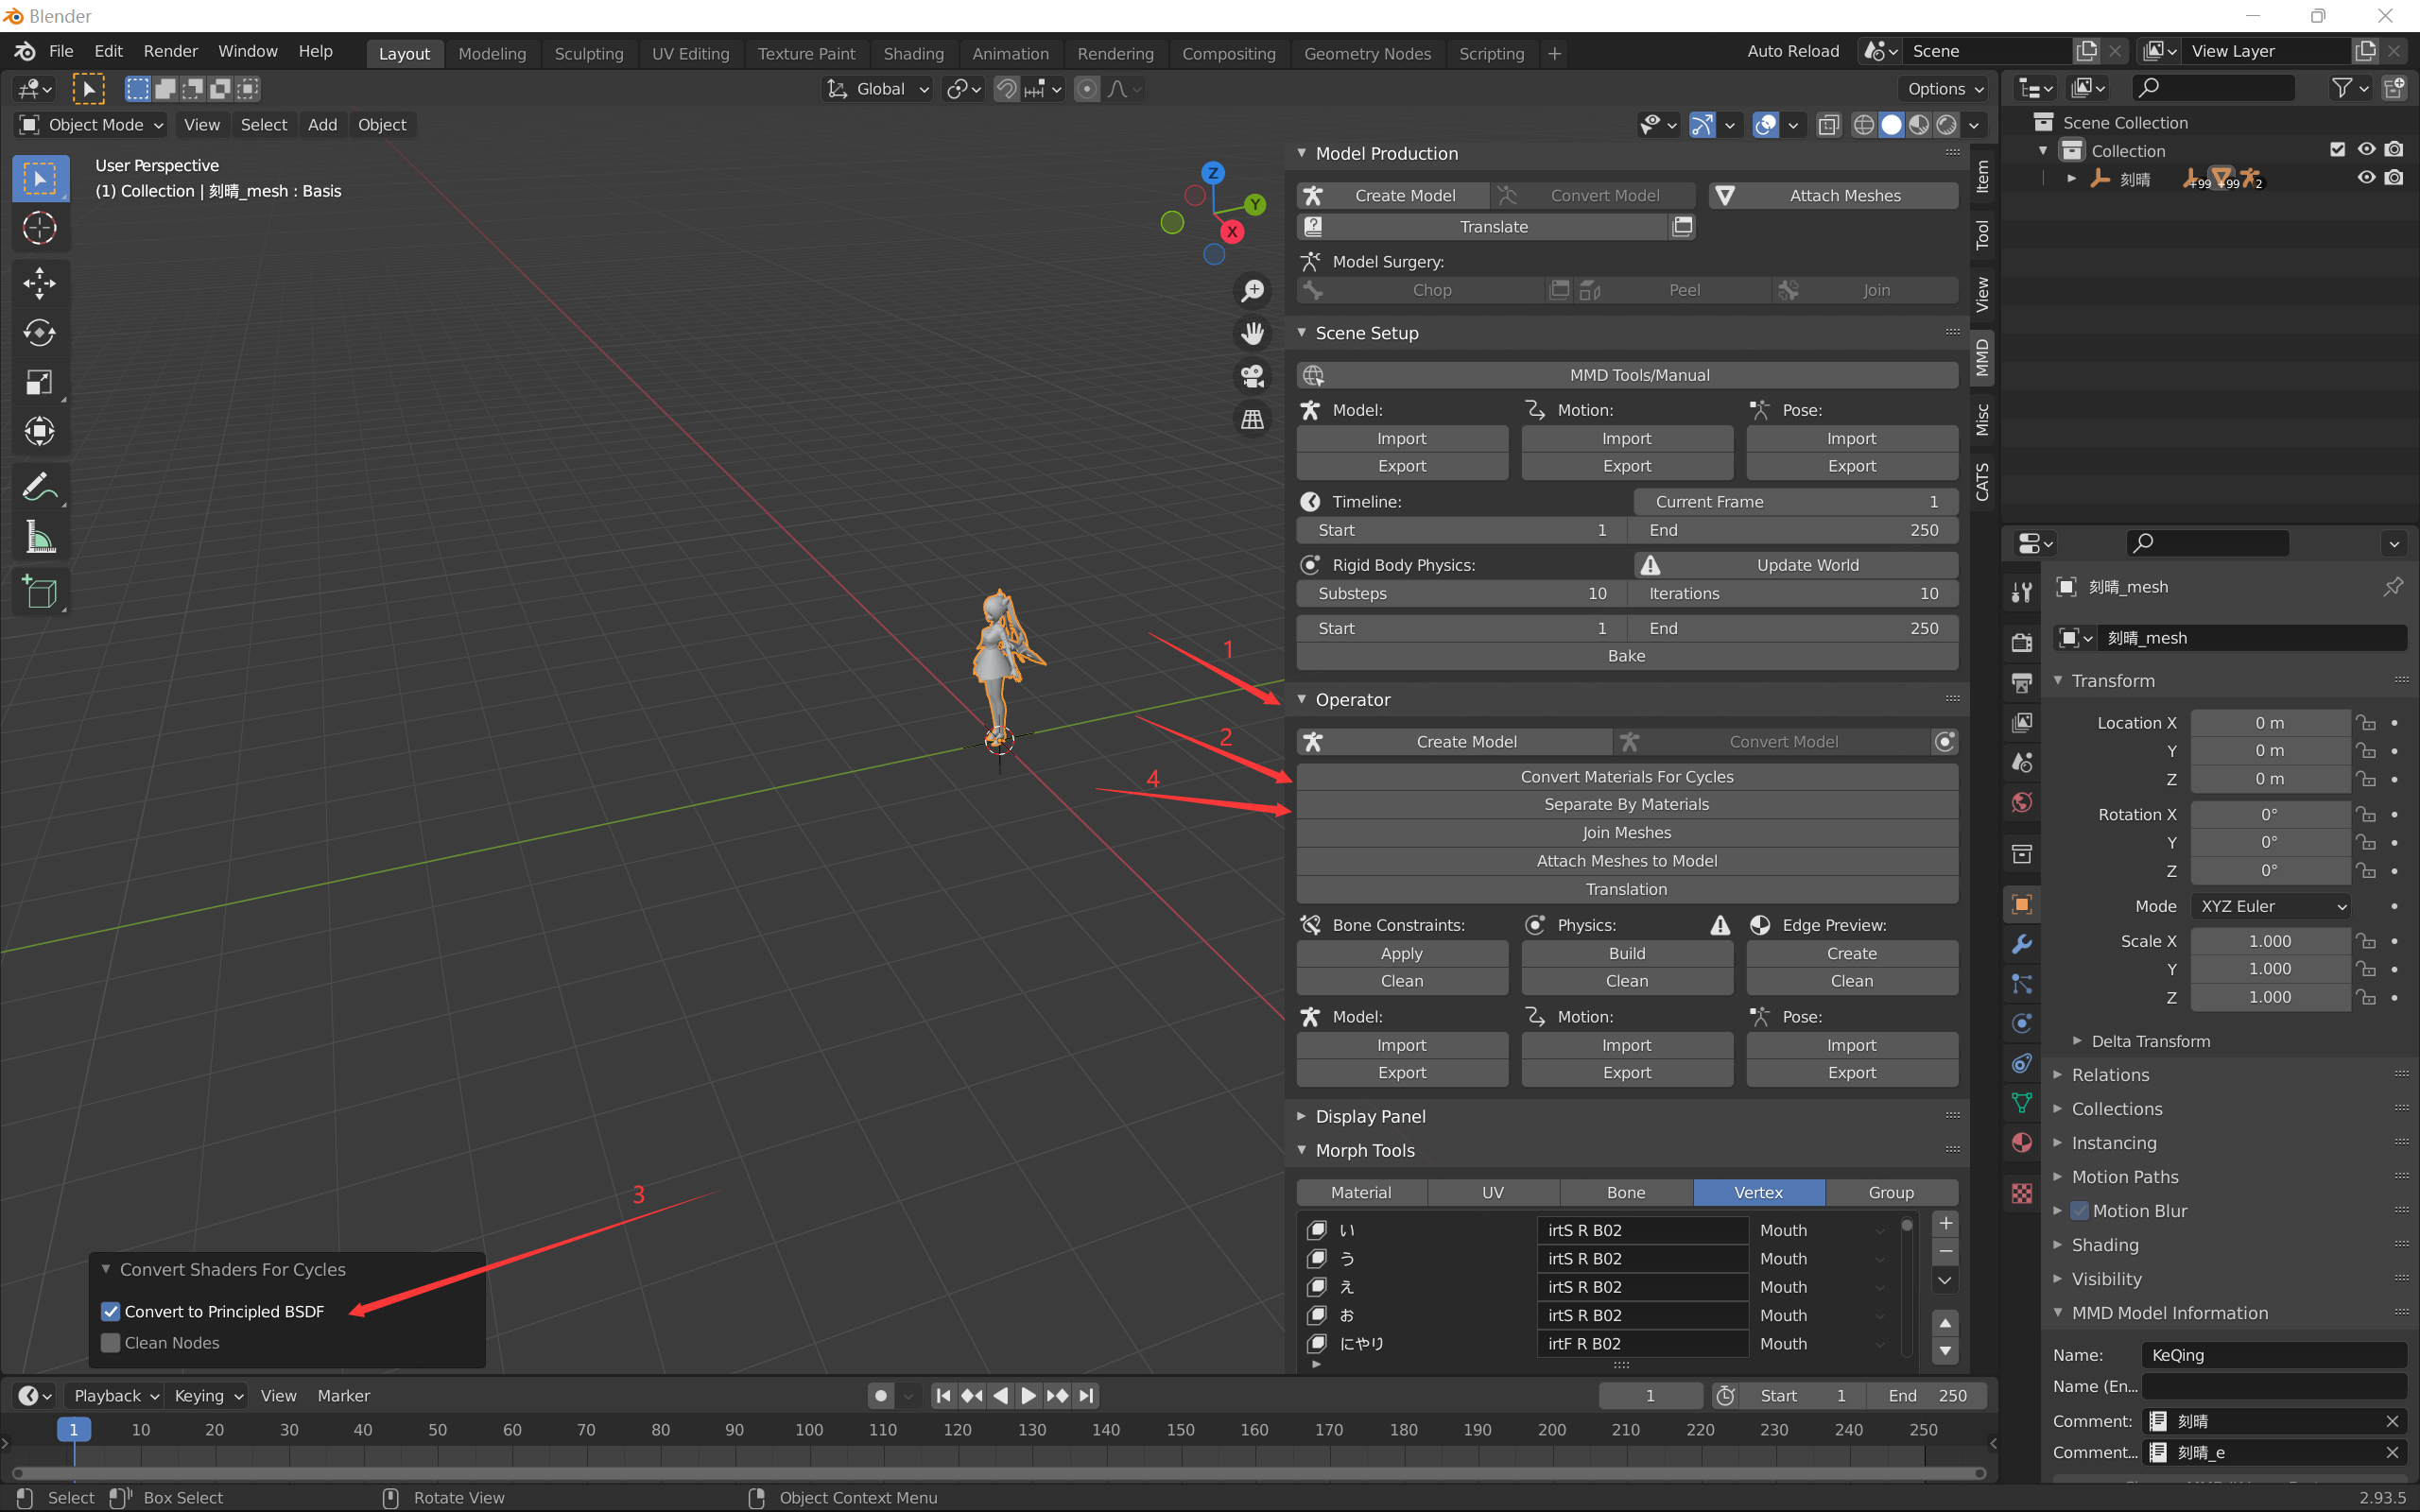 Blender
File Edit Render Window Help Layout Modeling Sculpting UV Editing Texture Paint Shading Animation Rendering Compositing Geometry Nodes Scripting + Auto Reload Scene View Layer
Global Options
Object Mode View Select Add Object
User Perspective
(1) Collection | 刻晴_mesh : Basis
Z
Y
X
Model Production
Create Model Convert Model Attach Meshes
Translate
Model Surgery:
Chop Peel Join
Scene Setup
MMD Tools/Manual
Model: Motion: Pose:
Import Import Import
Export Export Export
Timeline: Current Frame 1
Start 1 End 250
Rigid Body Physics: Update World
Substeps 10 Iterations 10
Start 1 End 250
Bake
1
Operator
2
Create Model Convert Model
4
Convert Materials For Cycles
Separate By Materials
Join Meshes
Attach Meshes to Model
Translation
Bone Constraints: Physics: Edge Preview:
Apply Build Create
Clean Clean Clean
Model: Motion: Pose:
Import Import Import
Export Export Export
Display Panel
Morph Tools
Material UV Bone Vertex Group
い irtS R B02 Mouth
う irtS R B02 Mouth
え irtS R B02 Mouth
お irtS R B02 Mouth
にやり irtF R B02 Mouth
Item
Tool
View
MMD
Misc
CATS
3
Convert Shaders For Cycles
Convert to Principled BSDF
Clean Nodes
Scene Collection
Collection
刻晴 +99 +99 2
刻晴_mesh
刻晴_mesh
Transform
Location X 0 m
Y 0 m
Z 0 m
Rotation X 0°
Y 0°
Z 0°
Mode XYZ Euler
Scale X 1.000
Y 1.000
Z 1.000
Delta Transform
Relations
Collections
Instancing
Motion Paths
Motion Blur
Shading
Visibility
MMD Model Information
Name: KeQing
Name (En...
Comment: 刻晴
Comment... 刻晴_e
Playback Keying View Marker 1 Start 1 End 250
1 10 20 30 40 50 60 70 80 90 100 110 120 130 140 150 160 170 180 190 200 210 220 230 240 250
Select Box Select Rotate View Object Context Menu 2.93.5